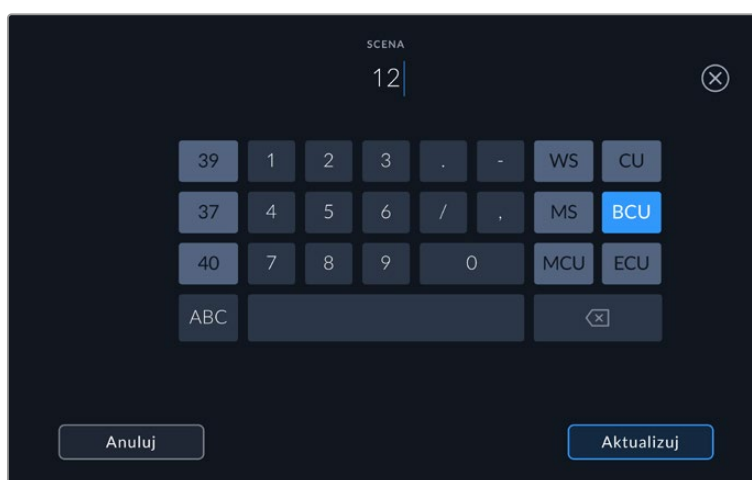 SCENA
12
39 1 2 3 . - WS CU
37 4 5 6 / , MS BCU
40 7 8 9 0 MCU ECU
ABC
Anuluj Aktualizuj